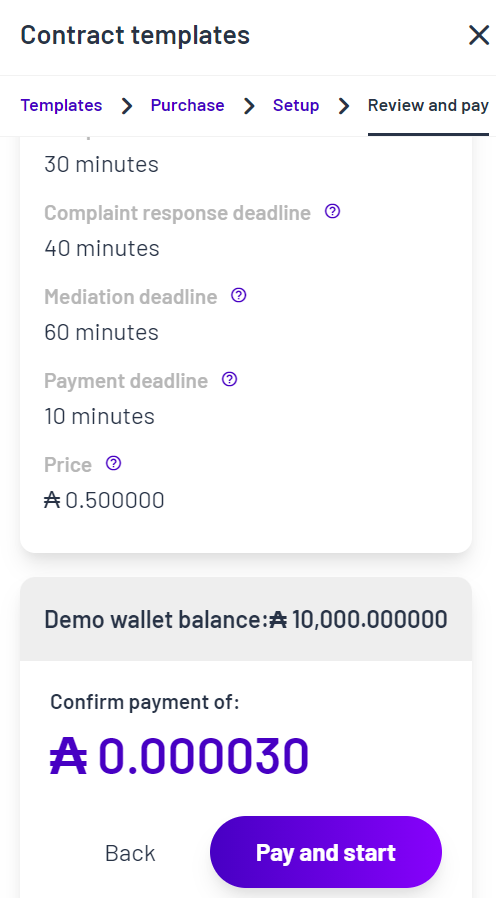 Contract templates
Templates
Purchase
Setup
Review and pay
30 minutes
Complaint response deadline
40 minutes
Mediation deadline
60 minutes
Payment deadline
10 minutes
Price
₳ 0.500000
Demo wallet balance:₳ 10,000.000000
Confirm payment of:
₳ 0.000030
Back
Pay and start